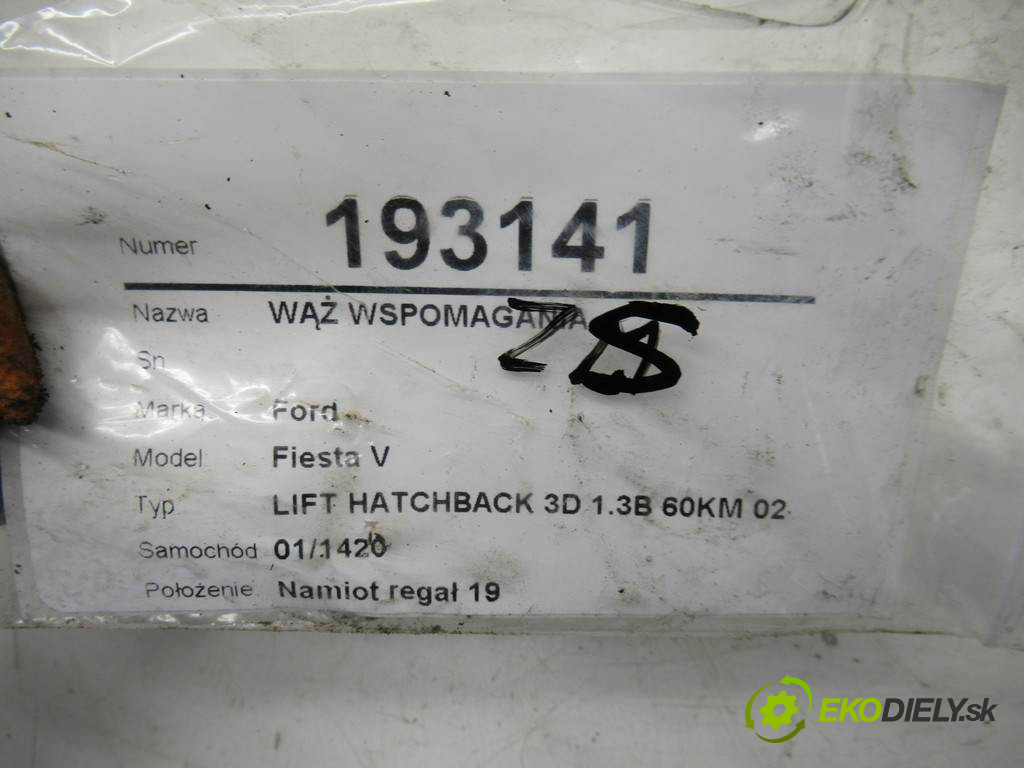 Numer 193141
Nazwa WĄŻ WSPOMAGANIA
Sn
Marka Ford
Model Fiesta V
Typ LIFT HATCHBACK 3D 1.3B 60KM 02
Samochód 01/1420
Położenie Namiot regał 19
EKODIELY.sk